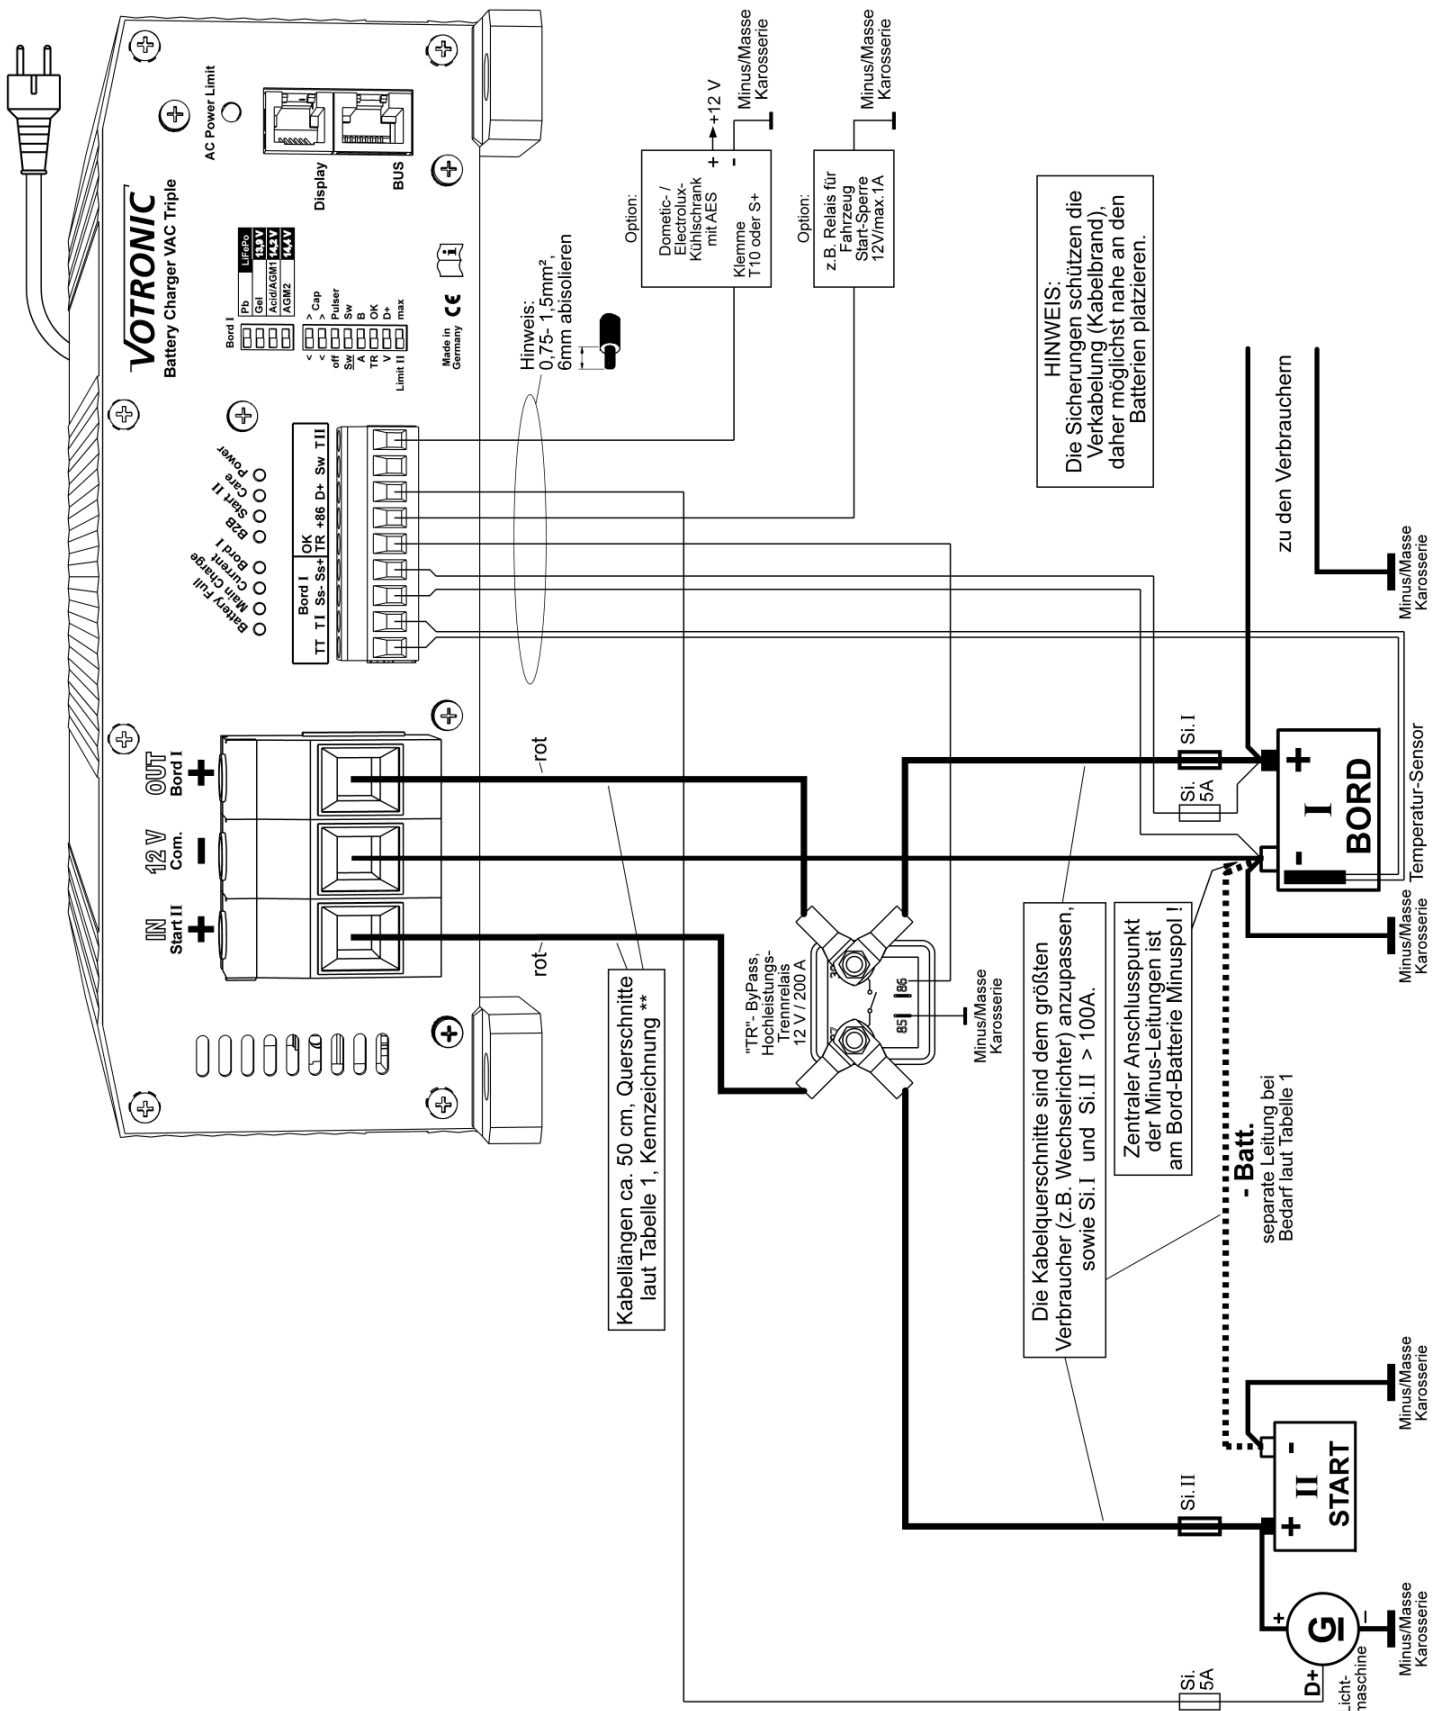 VOTRONIC
Battery Charger VAC Triple
AC Power Limit
Display
BUS
Bord I
Pb
LiFePo
Gel
13,9 V
Acid/AGM1
14,2 V
AGM2
14,4 V
< > Cap
< >
off Pulser
Sw Sw
A B
TR OK
V D+
Limit II max
Made in
Germany
CE
i
Power
Care
Start II
B2B
Bord I
Current
Main Charge
Battery Full
Bord I
OK
TT T I Ss- Ss+ TR +86 D+ Sw T II
IN
Start II
+
12 V
Com.
-
OUT
Bord I
+
rot
rot
Hinweis:
0,75- 1,5mm²,
6mm abisolieren
Option:
Dometic- /
Electrolux-
Kühlschrank
mit AES
Klemme
T10 oder S+
+
-
+12 V
Minus/Masse
Karosserie
Option:
z.B. Relais für
Fahrzeug
Start-Sperre
12V/max.1A
Minus/Masse
Karosserie
Kabellängen ca. 50 cm, Querschnitte
laut Tabelle 1, Kennzeichnung **
"TR"- ByPass,
Hochleistungs-
Trennrelais
12 V / 200 A
85
86
Minus/Masse
Karosserie
HINWEIS:
Die Sicherungen schützen die
Verkabelung (Kabelbrand),
daher möglichst nahe an den
Batterien platzieren.
Die Kabelquerschnitte sind dem größten
Verbraucher (z.B. Wechselrichter) anzupassen,
sowie Si.I und Si.II > 100A.
Zentraler Anschlusspunkt
der Minus-Leitungen ist
am Bord-Batterie Minuspol !
- Batt.
separate Leitung bei
Bedarf laut Tabelle 1
zu den Verbrauchern
Minus/Masse
Karosserie
Si. I
Si.
5A
- +
I
BORD
Temperatur-Sensor
Minus/Masse
Karosserie
Si. II
+ -
II
START
Minus/Masse
Karosserie
Si.
5A
D+
+
G
−
Licht-
maschine
Minus/Masse
Karosserie